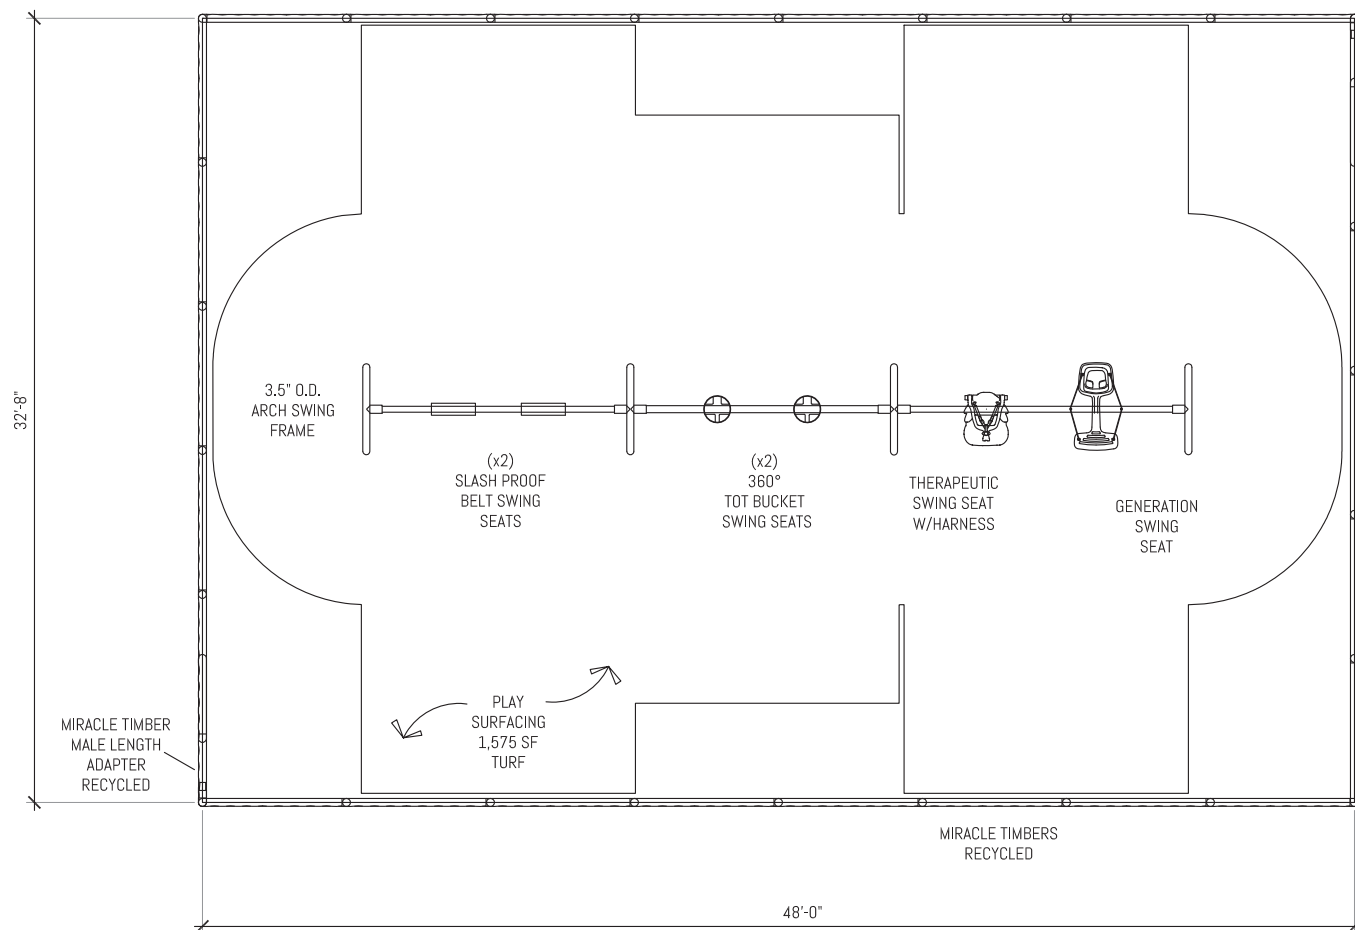 32'-8"
3.5" O.D.
ARCH SWING
FRAME
(x2)
SLASH PROOF
BELT SWING
SEATS
(x2)
360°
TOT BUCKET
SWING SEATS
THERAPEUTIC
SWING SEAT
W/HARNESS
GENERATION
SWING
SEAT
PLAY
SURFACING
1,575 SF
TURF
MIRACLE TIMBER
MALE LENGTH
ADAPTER
RECYCLED
MIRACLE TIMBERS
RECYCLED
48'-0"